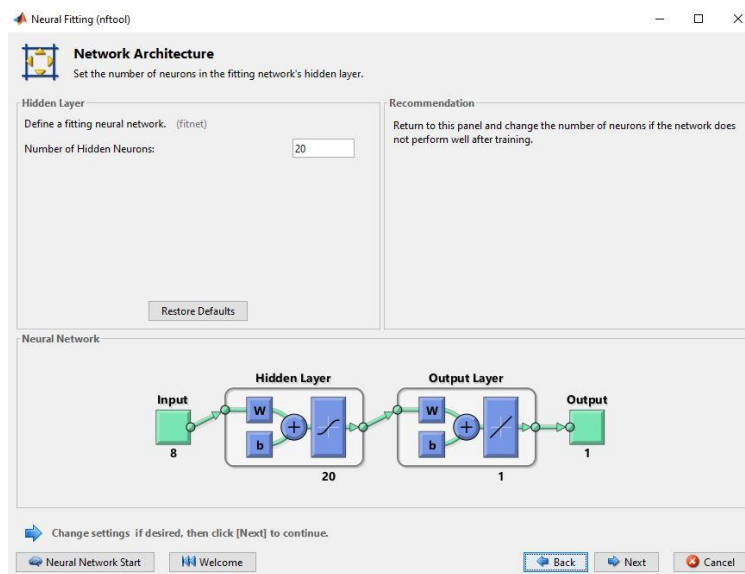 Neural Fitting (nftool)
Network Architecture
Set the number of neurons in the fitting network's hidden layer.
Hidden Layer
Define a fitting neural network. (fitnet)
Number of Hidden Neurons: 20
Restore Defaults
Recommendation
Return to this panel and change the number of neurons if the network does
not perform well after training.
Neural Network
Hidden Layer Output Layer
Input Output
W W
+ +
b b
8 20 1 1
Change settings if desired, then click [Next] to continue.
Neural Network Start Welcome Back Next Cancel